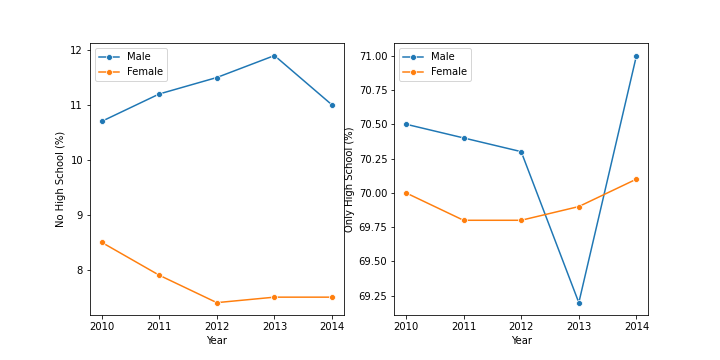 12
11
10
9
8
No High School (%)
Male
Female
2010 2011 2012 2013 2014
Year
71.00
70.75
70.50
70.25
70.00
69.75
69.50
69.25
Only High School (%)
Male
Female
2010 2011 2012 2013 2014
Year